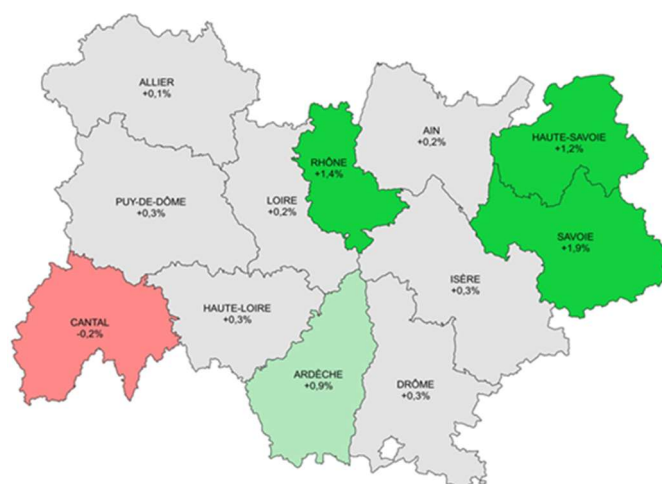 ALLIER
+0,1%
AIN
+0,2%
HAUTE-SAVOIE
+1,2%
RHÔNE
+1,4%
PUY-DE-DÔME
+0,3%
LOIRE
+0,2%
SAVOIE
+1,9%
ISÈRE
+0,3%
HAUTE-LOIRE
+0,3%
CANTAL
-0,2%
ARDÈCHE
+0,9%
DRÔME
+0,3%